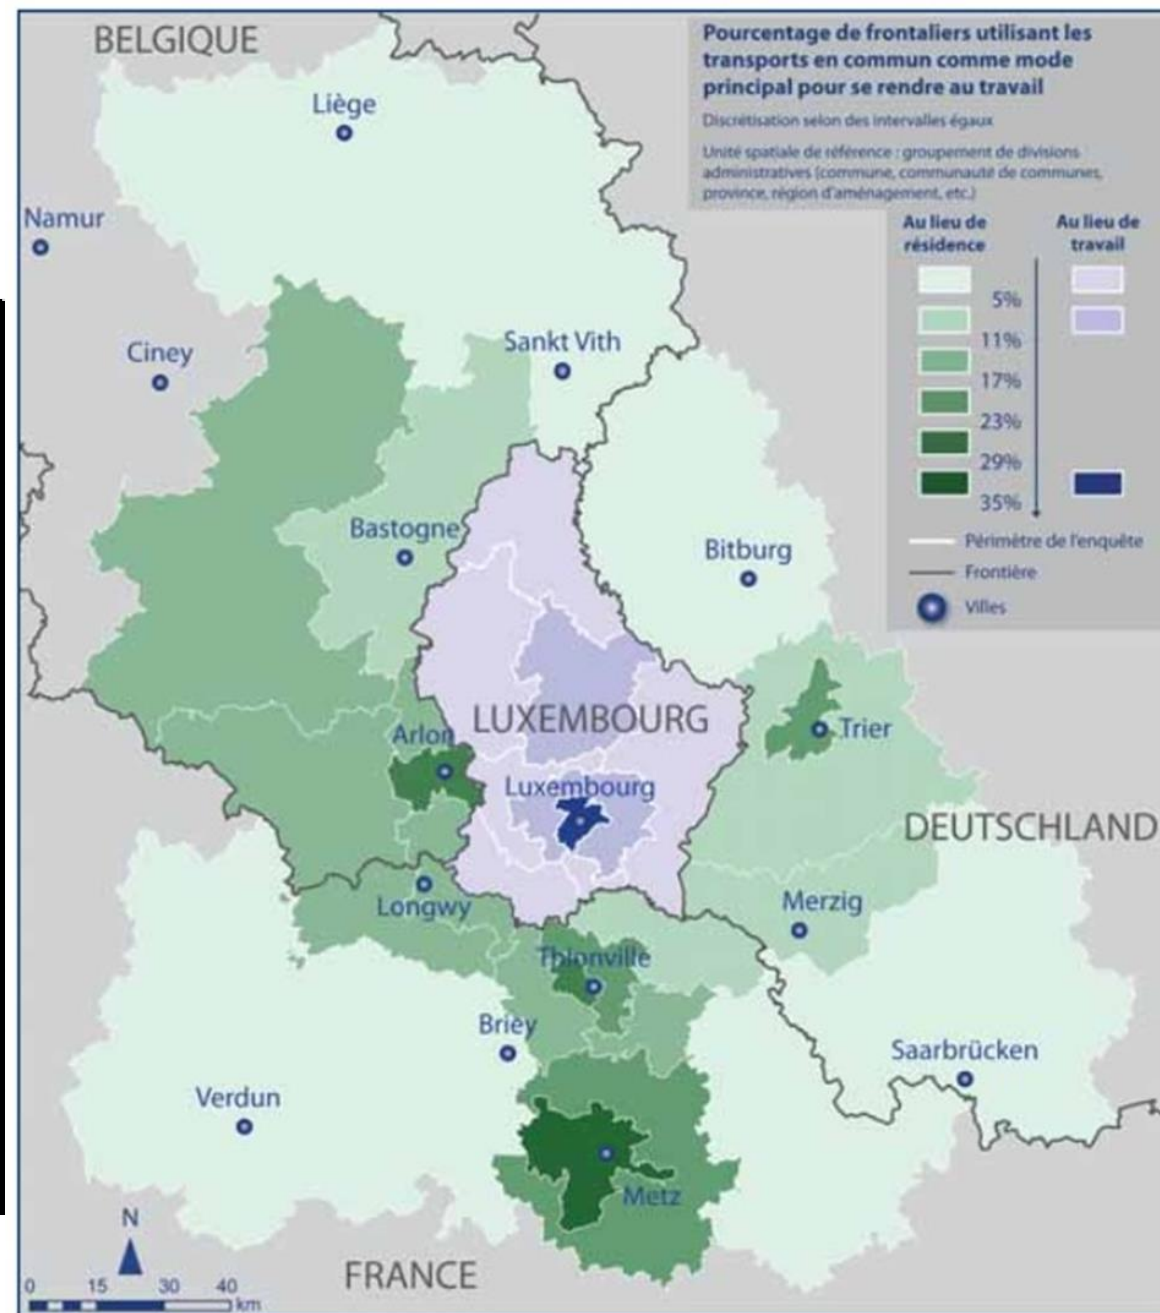 BELGIQUE
Pourcentage de frontaliers utilisant les
transports en commun comme mode
principal pour se rendre au travail
Discrétisation selon des intervalles égaux
Unité spatiale de référence : groupement de divisions
administratives (commune, communauté de communes,
province, région d'aménagement, etc.)
Au lieu de
résidence
Au lieu de
travail
5%
11%
17%
23%
29%
35%
Périmètre de l'enquête
Frontière
Villes
Liège
Namur
Ciney
Sankt Vith
Bastogne
Bitburg
LUXEMBOURG
Arlon
Trier
Luxembourg
DEUTSCHLAND
Longwy
Merzig
Thionville
Briey
Saarbrücken
Verdun
Metz
N
FRANCE
0 15 30 40
km